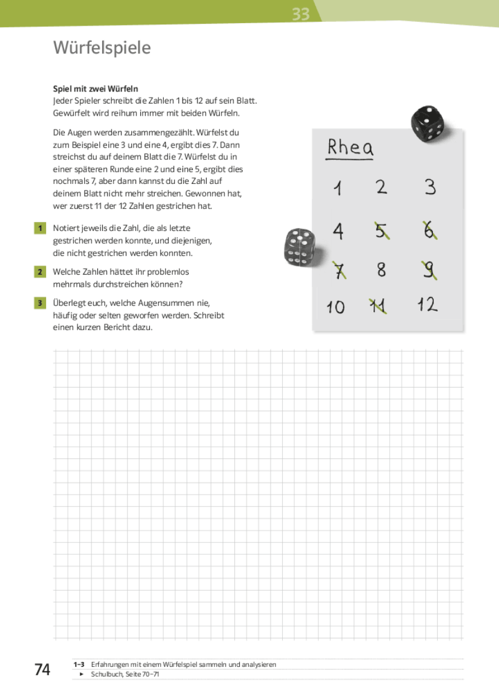 33
Würfelspiele
Spiel mit zwei Würfeln
Jeder Spieler schreibt die Zahlen 1 bis 12 auf sein Blatt.
Gewürfelt wird reihum immer mit beiden Würfeln.
Die Augen werden zusammengezählt. Würfelst du
zum Beispiel eine 3 und eine 4, ergibt dies 7. Dann
streichst du auf deinem Blatt die 7. Würfelst du in
einer späteren Runde eine 2 und eine 5, ergibt dies
nochmals 7, aber dann kannst du die Zahl auf
deinem Blatt nicht mehr streichen. Gewonnen hat,
wer zuerst 11 der 12 Zahlen gestrichen hat.
Rhea
1 2 3
4 5 6
7 8 9
10 11 12
1 Notiert jeweils die Zahl, die als letzte
gestrichen werden konnte, und diejenigen,
die nicht gestrichen werden konnten.
2 Welche Zahlen hättet ihr problemlos
mehrmals durchstreichen können?
3 Überlegt euch, welche Augensummen nie,
häufig oder selten geworfen werden. Schreibt
einen kurzen Bericht dazu.
74
1–3 Erfahrungen mit einem Würfelspiel sammeln und analysieren
▶ Schulbuch, Seite 70–71